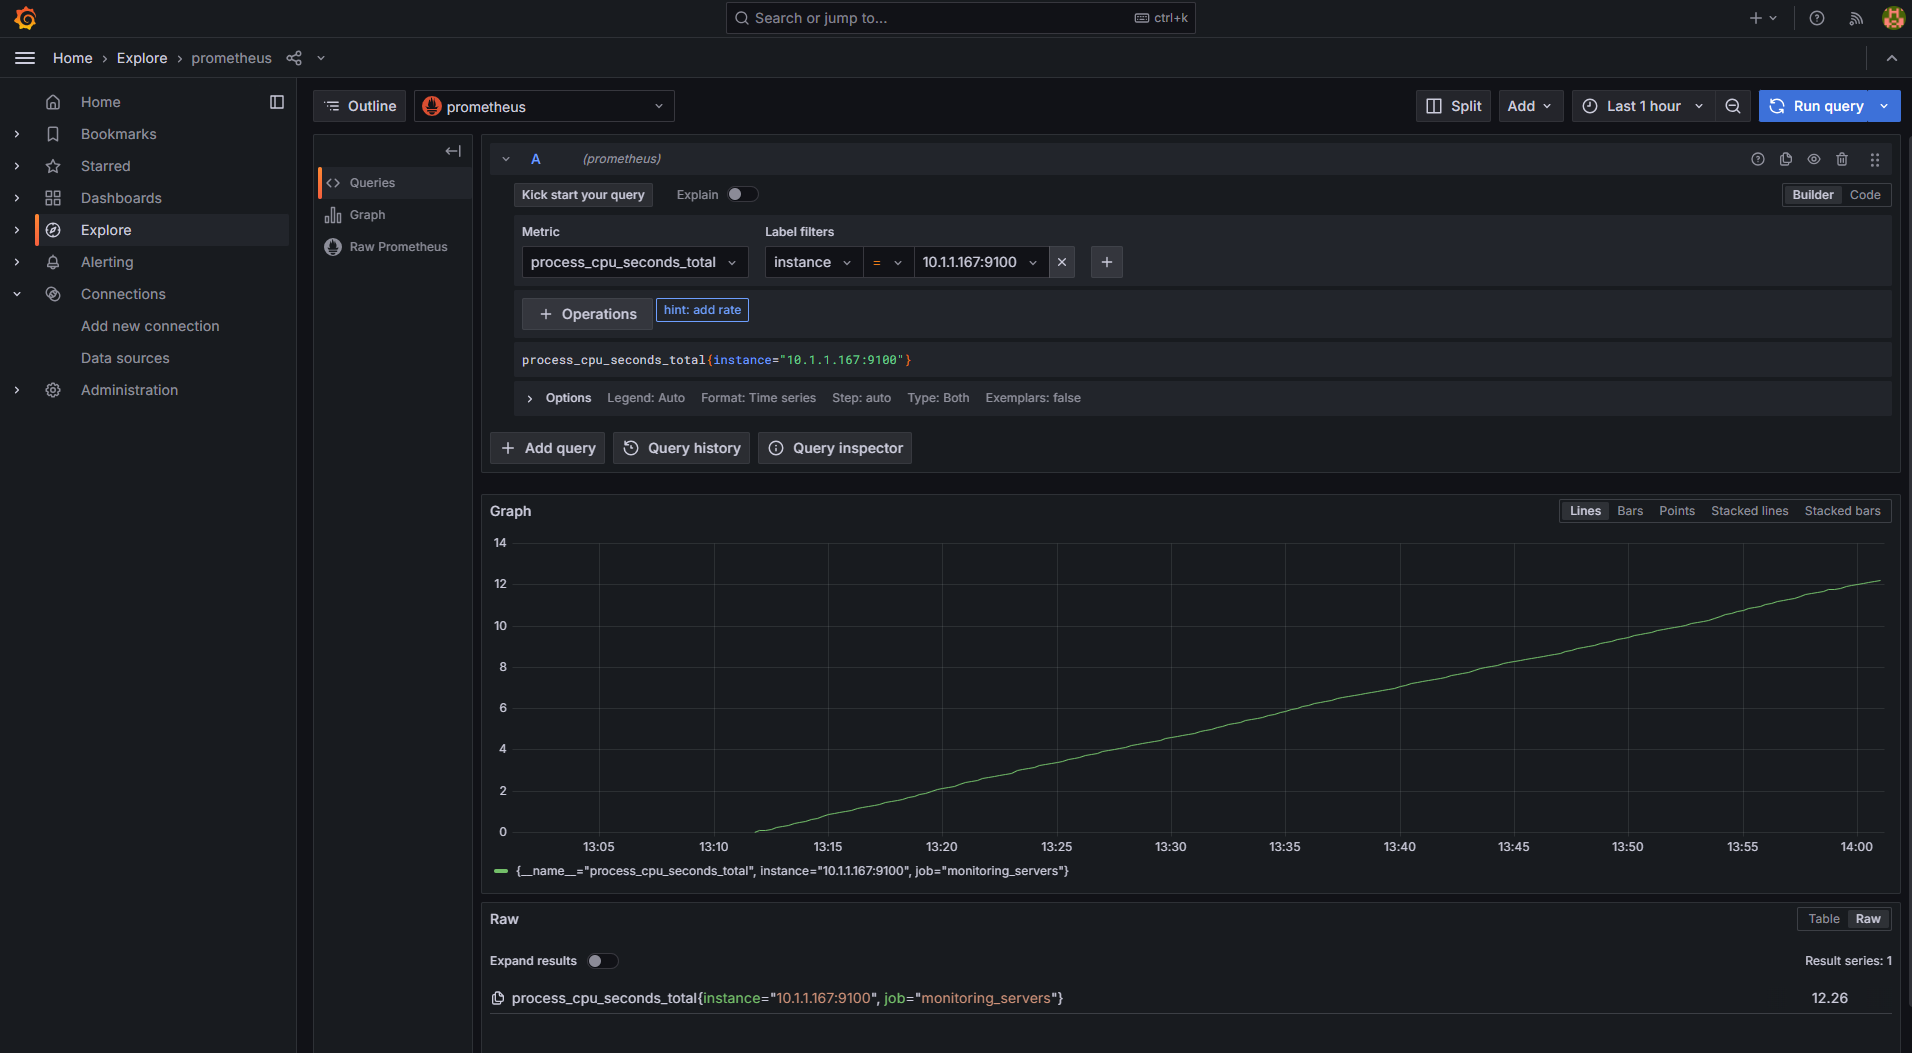 Search or jump to...
ctrl+k
Home › Explore › prometheus
Home
Bookmarks
Starred
Dashboards
Explore
Alerting
Connections
Add new connection
Data sources
Administration
Outline
prometheus
Split
Add
Last 1 hour
Run query
Queries
Graph
Raw Prometheus
A
(prometheus)
Kick start your query
Explain
Builder
Code
Metric
Label filters
process_cpu_seconds_total
instance
=
10.1.1.167:9100
+ Operations
hint: add rate
process_cpu_seconds_total{instance="10.1.1.167:9100"}
Options
Legend: Auto
Format: Time series
Step: auto
Type: Both
Exemplars: false
+ Add query
Query history
Query inspector
Graph
Lines
Bars
Points
Stacked lines
Stacked bars
14
12
10
8
6
4
2
0
13:05
13:10
13:15
13:20
13:25
13:30
13:35
13:40
13:45
13:50
13:55
14:00
{__name__="process_cpu_seconds_total", instance="10.1.1.167:9100", job="monitoring_servers"}
Raw
Table
Raw
Expand results
Result series: 1
process_cpu_seconds_total{instance="10.1.1.167:9100", job="monitoring_servers"}
12.26